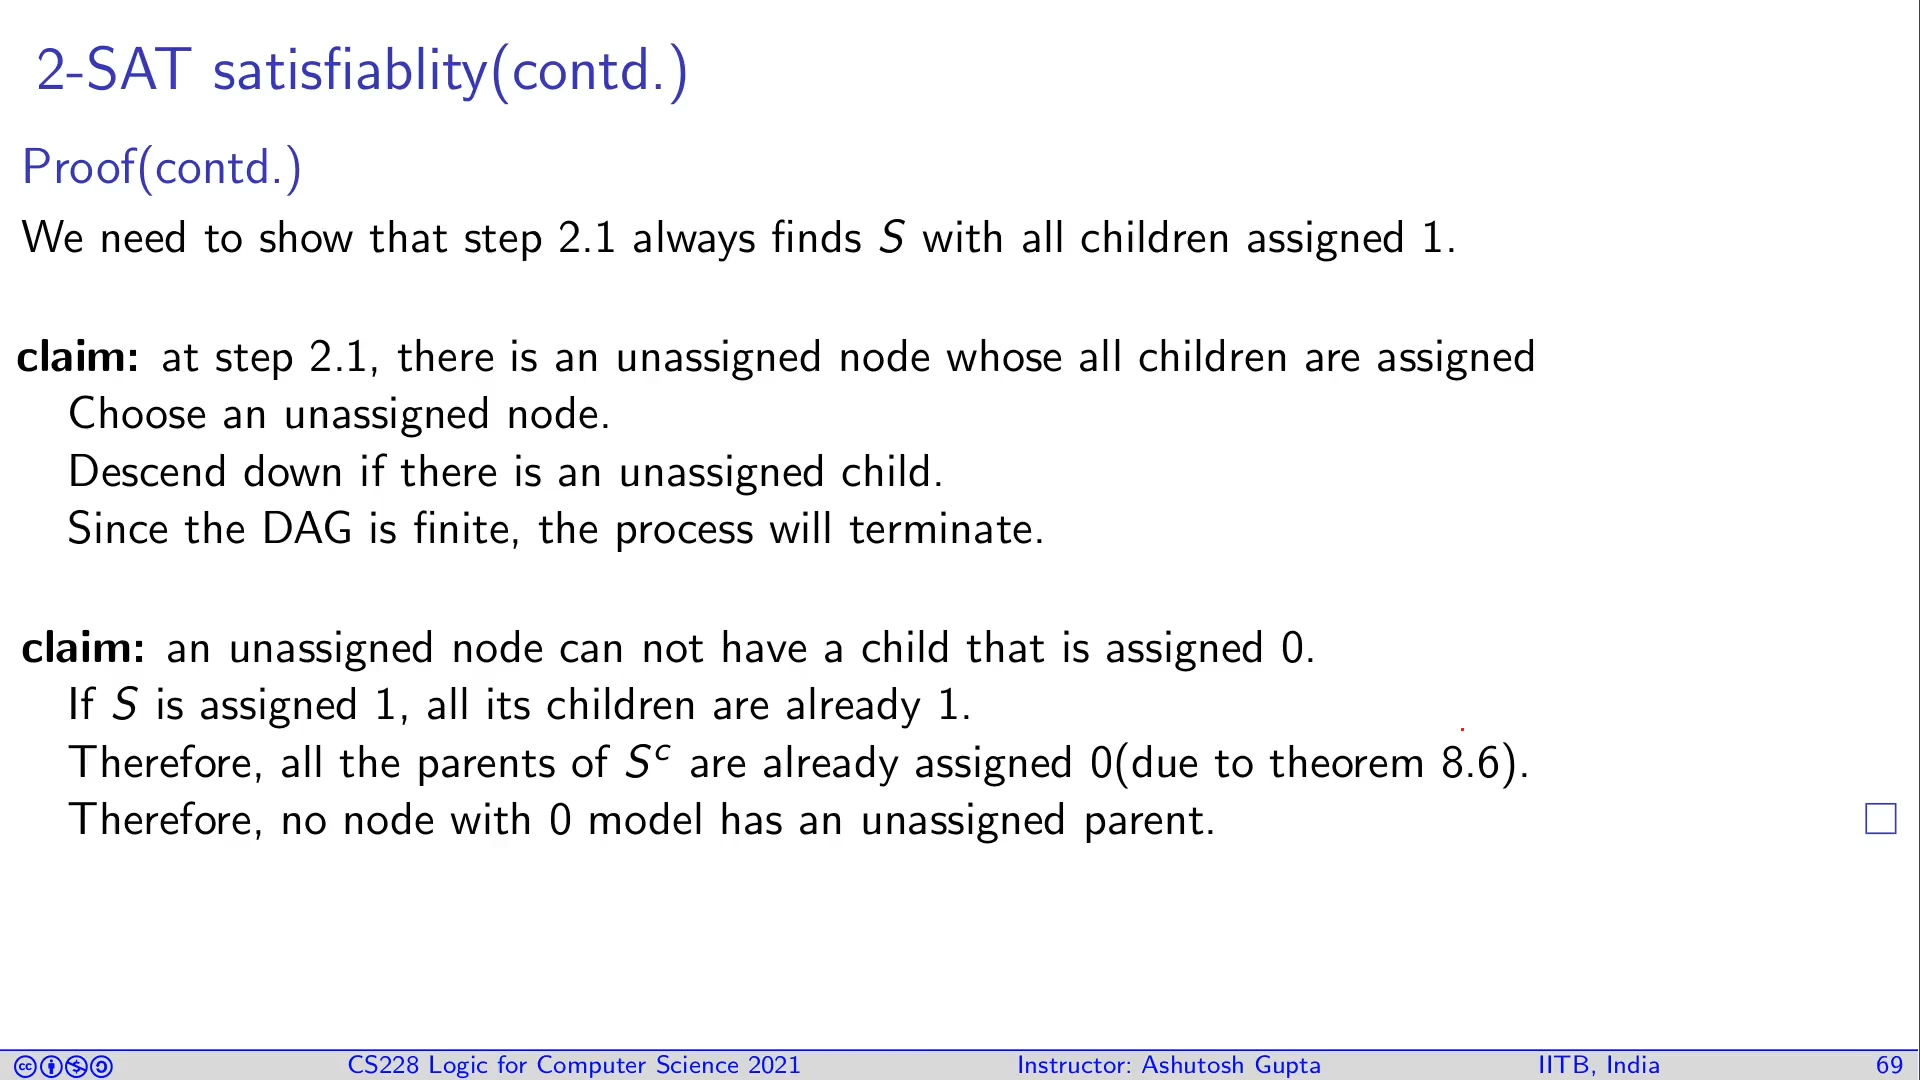 2-SAT satisfiablity(contd.)
Proof(contd.)
We need to show that step 2.1 always finds S with all children assigned 1.
claim: at step 2.1, there is an unassigned node whose all children are assigned
Choose an unassigned node.
Descend down if there is an unassigned child.
Since the DAG is finite, the process will terminate.
claim: an unassigned node can not have a child that is assigned 0.
If S is assigned 1, all its children are already 1.
Therefore, all the parents of Sᶜ are already assigned 0(due to theorem 8.6).
Therefore, no node with 0 model has an unassigned parent.
CS228 Logic for Computer Science 2021 Instructor: Ashutosh Gupta IITB, India 69